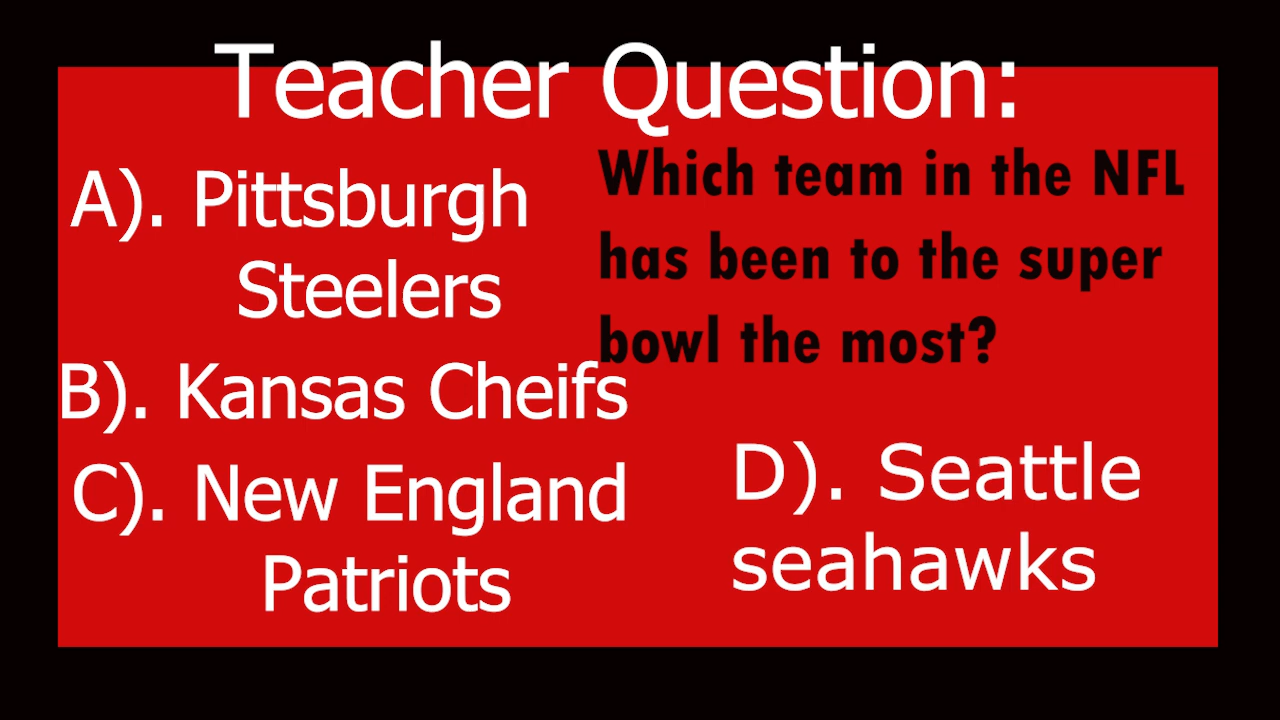 Teacher Question:
Which team in the NFL
has been to the super
bowl the most?
A). Pittsburgh
Steelers
B). Kansas Cheifs
C). New England
Patriots
D). Seattle
seahawks